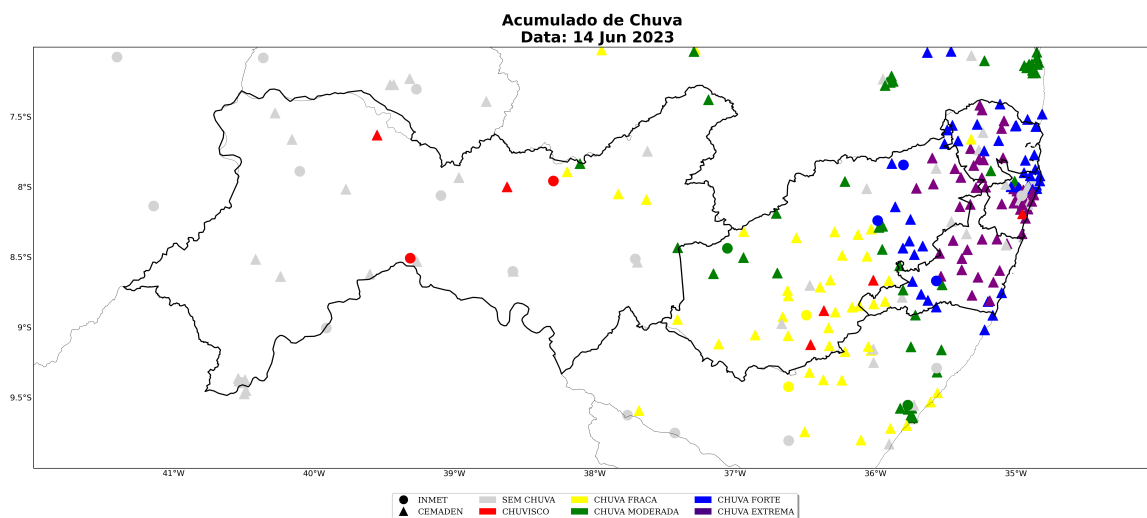 Acumulado de Chuva
Data: 14 Jun 2023
7.5°S
8°S
8.5°S
9°S
9.5°S
41°W 40°W 39°W 38°W 37°W 36°W 35°W
INMET SEM CHUVA CHUVA FRACA CHUVA FORTE
CEMADEN CHUVISCO CHUVA MODERADA CHUVA EXTREMA